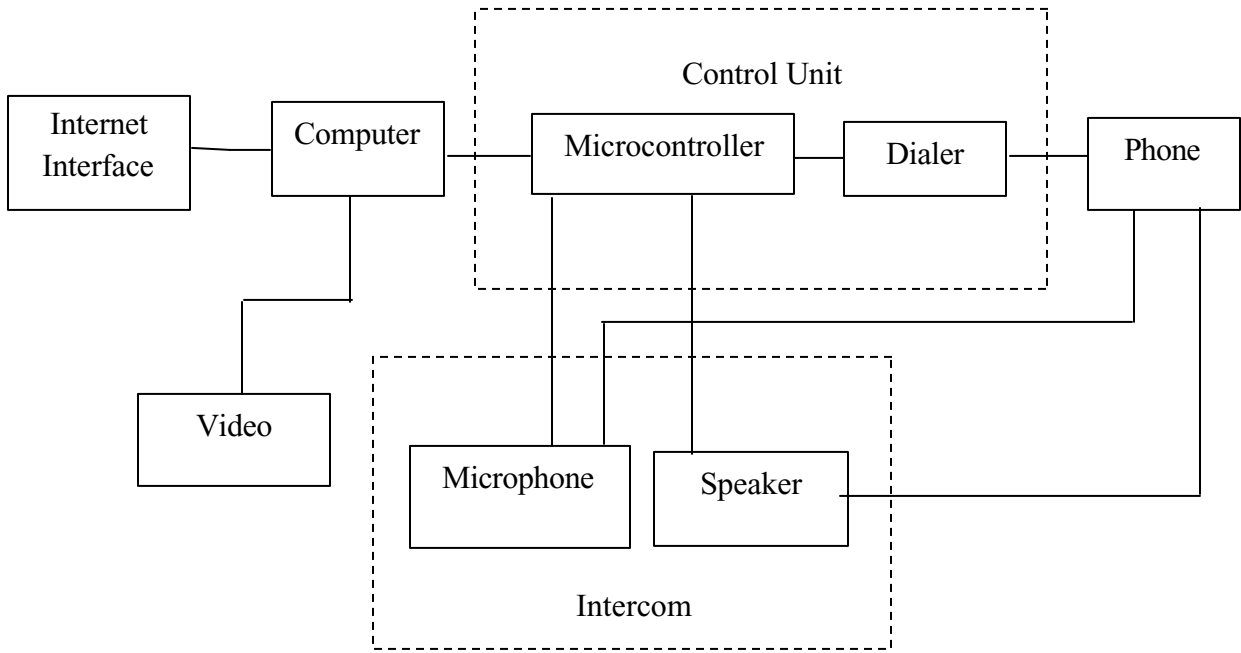 Control Unit
Internet
Interface
Computer
Microcontroller
Dialer
Phone
Video
Microphone
Speaker
Intercom